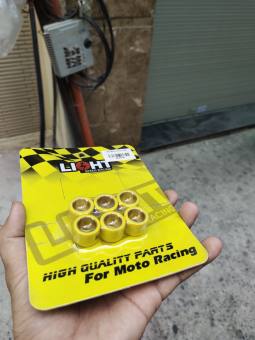 LIGHT
HIGH QUALITY PARTS
For Moto Racing